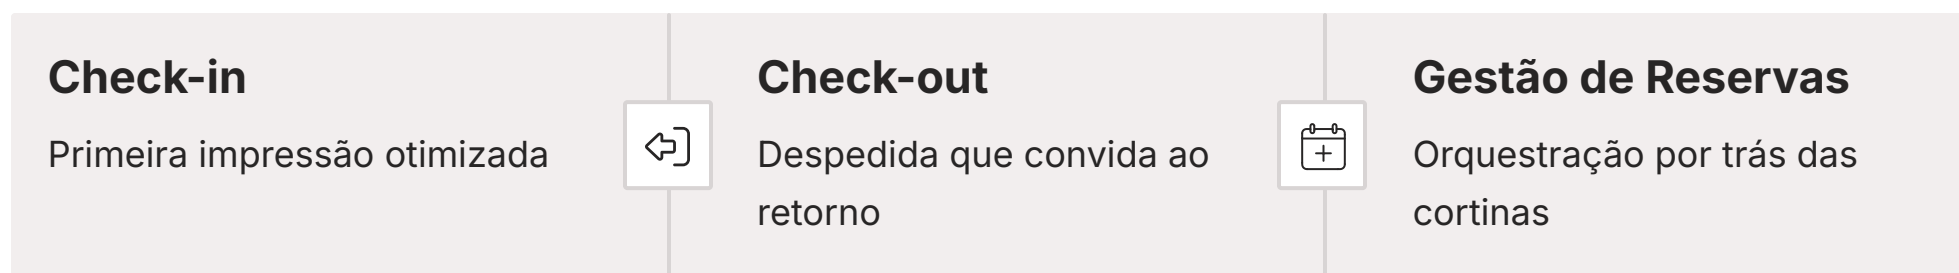 Check-in
Primeira impressão otimizada
Check-out
Despedida que convida ao
retorno
Gestão de Reservas
Orquestração por trás das
cortinas